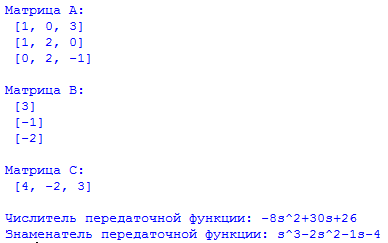 Матрица A:
[1, 0, 3]
[1, 2, 0]
[0, 2, -1]
Матрица B:
[3]
[-1]
[-2]
Матрица C:
[4, -2, 3]
Числитель передаточной функции: -8s^2+30s+26
Знаменатель передаточной функции: s^3-2s^2-1s-4